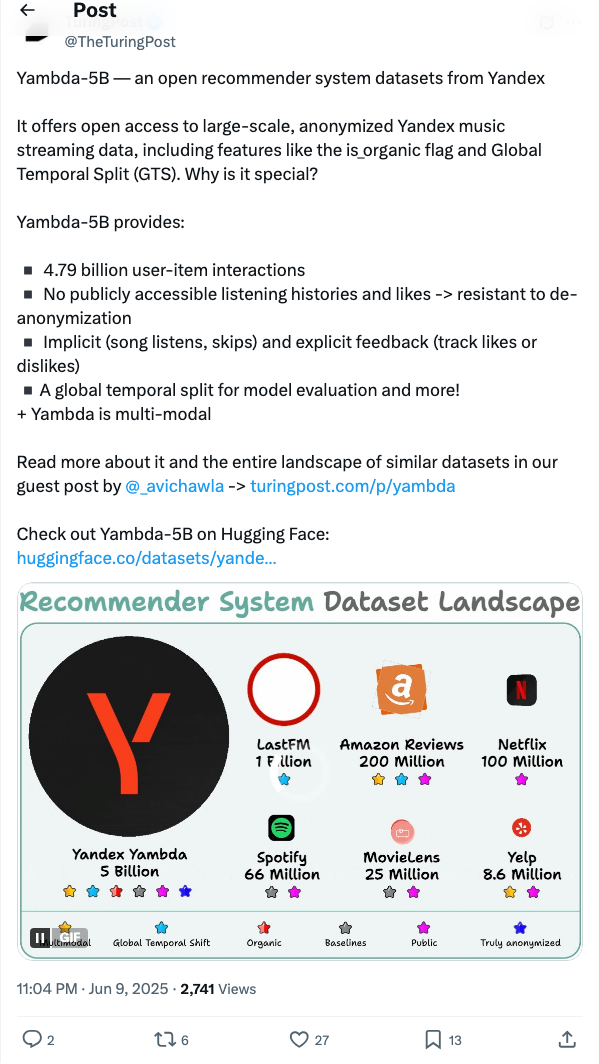 Post
@TheTuringPost
Yambda-5B — an open recommender system datasets from Yandex
It offers open access to large-scale, anonymized Yandex music
streaming data, including features like the is_organic flag and Global
Temporal Split (GTS). Why is it special?
Yambda-5B provides:
▪ 4.79 billion user-item interactions
▪ No publicly accessible listening histories and likes -> resistant to de-
anonymization
▪ Implicit (song listens, skips) and explicit feedback (track likes or
dislikes)
▪ A global temporal split for model evaluation and more!
+ Yambda is multi-modal
Read more about it and the entire landscape of similar datasets in our
guest post by @_avichawla -> turingpost.com/p/yambda
Check out Yambda-5B on Hugging Face:
huggingface.co/datasets/yande...
Recommender System Dataset Landscape
Y
a
N
LastFM
1 Billion
Amazon Reviews
200 Million
Netflix
100 Million
Yandex Yambda
5 Billion
Spotify
66 Million
MovieLens
25 Million
Yelp
8.6 Million
GIF
Multimodal
Global Temporal Shift
Organic
Baselines
Public
Truly anonymized
11:04 PM · Jun 9, 2025 · 2,741 Views
2
6
27
13